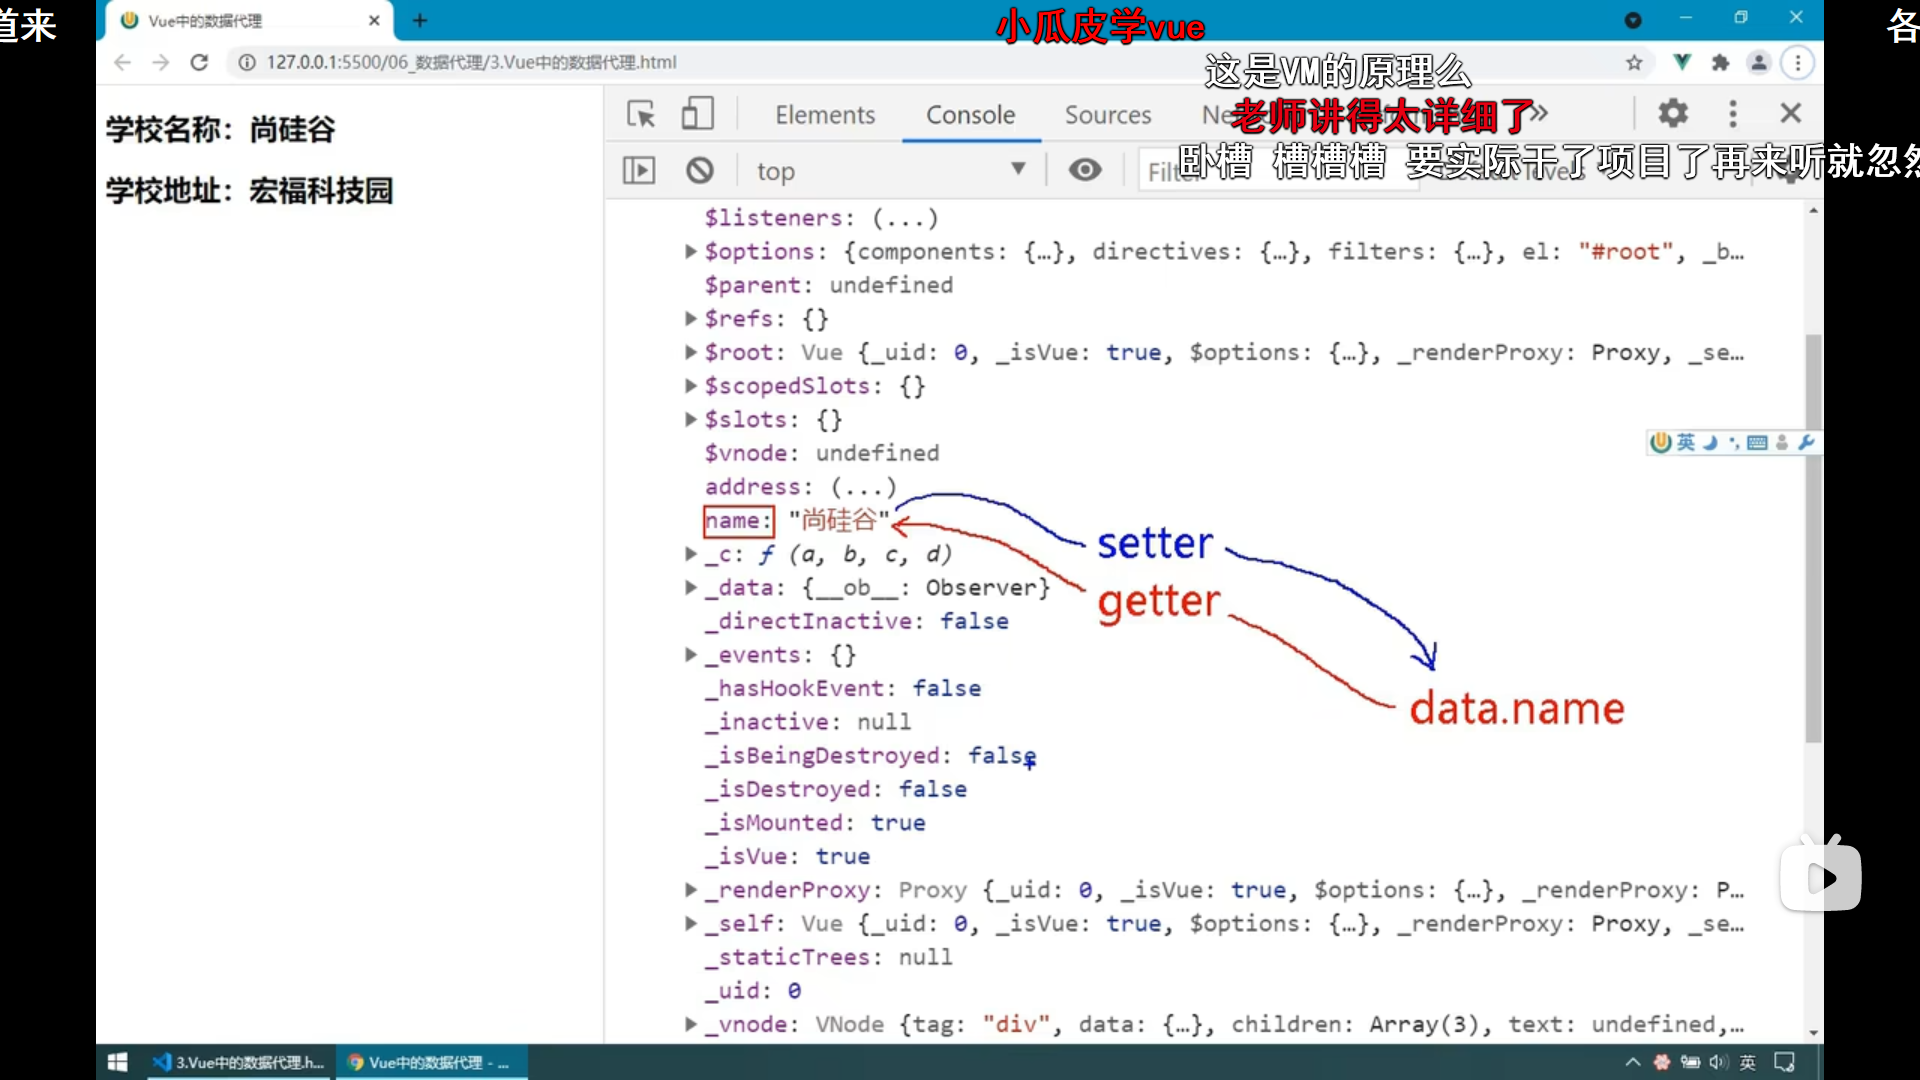 道来
Vue中的数据代理
小瓜皮学vue
各
127.0.0.1:5500/06_数据代理/3.Vue中的数据代理.html
这是VM的原理么
学校名称：尚硅谷
学校地址：宏福科技园
Elements Console Sources
老师讲得太详细了
top
Filter
卧槽 槽槽槽 要实际干了项目了再来听就忽然
$listeners: (...)
$options: {components: {…}, directives: {…}, filters: {…}, el: "#root", _b…
$parent: undefined
$refs: {}
$root: Vue {_uid: 0, _isVue: true, $options: {…}, _renderProxy: Proxy, _se…
$scopedSlots: {}
$slots: {}
$vnode: undefined
英
address: (...)
name: "尚硅谷"
setter
_c: ƒ (a, b, c, d)
_data: {__ob__: Observer}
getter
_directInactive: false
_events: {}
_hasHookEvent: false
data.name
_inactive: null
_isBeingDestroyed: false
_isDestroyed: false
_isMounted: true
_isVue: true
_renderProxy: Proxy {_uid: 0, _isVue: true, $options: {…}, _renderProxy: P…
_self: Vue {_uid: 0, _isVue: true, $options: {…}, _renderProxy: Proxy, _se…
_staticTrees: null
_uid: 0
_vnode: VNode {tag: "div", data: {…}, children: Array(3), text: undefined,…
3.Vue中的数据代理.h... Vue中的数据代理 - ... 英